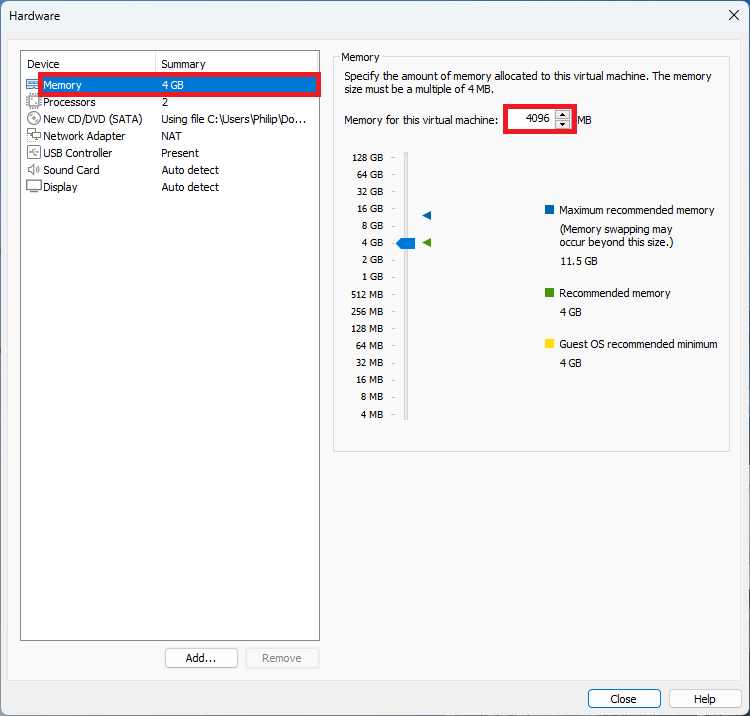 Hardware
Device Summary
Memory 4 GB
Processors 2
New CD/DVD (SATA) Using file C:\Users\Philip\Do...
Network Adapter NAT
USB Controller Present
Sound Card Auto detect
Display Auto detect
Add... Remove
Memory
Specify the amount of memory allocated to this virtual machine. The memory
size must be a multiple of 4 MB.
Memory for this virtual machine: 4096 MB
128 GB
64 GB
32 GB
16 GB
8 GB
4 GB
2 GB
1 GB
512 MB
256 MB
128 MB
64 MB
32 MB
16 MB
8 MB
4 MB
Maximum recommended memory
(Memory swapping may
occur beyond this size.)
11.5 GB
Recommended memory
4 GB
Guest OS recommended minimum
4 GB
Close Help